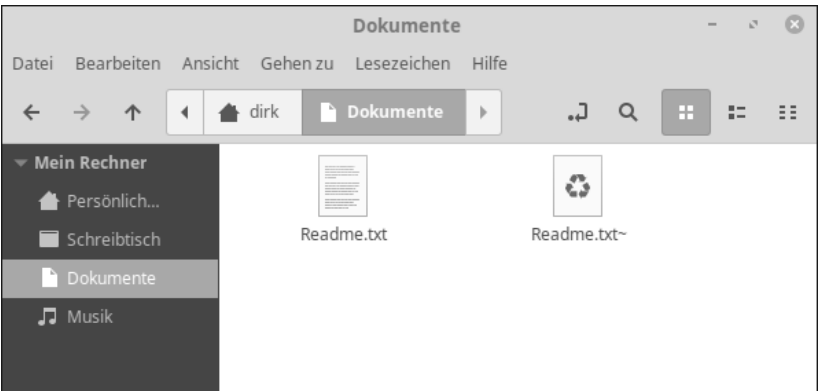 Dokumente
Datei Bearbeiten Ansicht Gehen zu Lesezeichen Hilfe
dirk Dokumente
Mein Rechner
Persönlich...
Schreibtisch
Dokumente
Musik
Readme.txt Readme.txt~